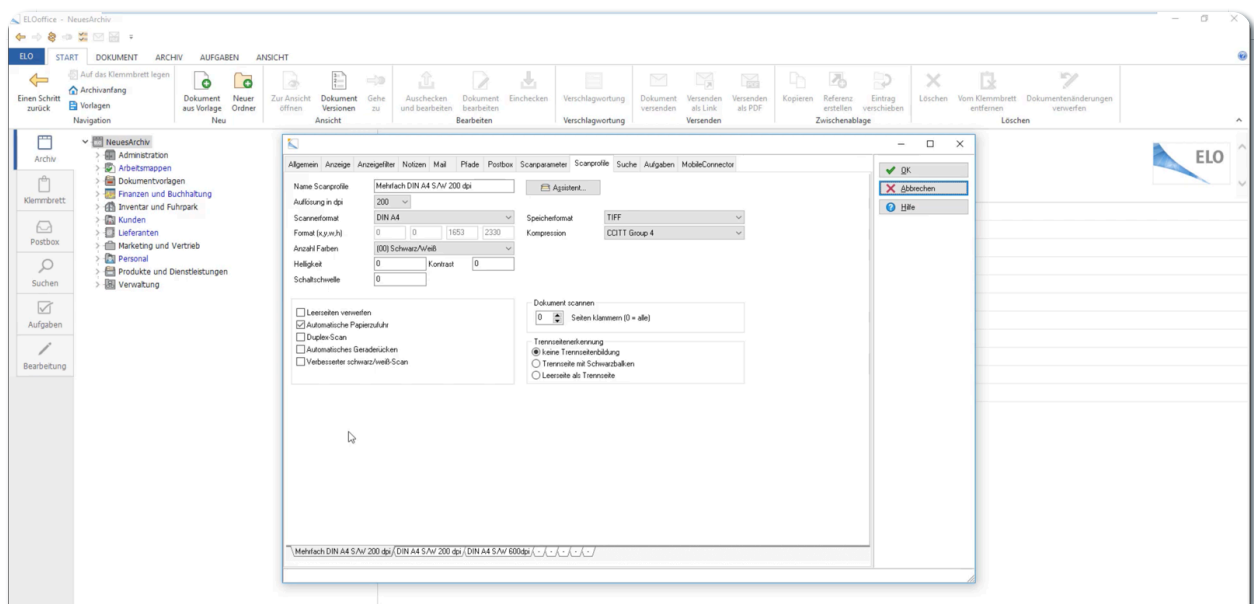 ELOoffice - NeuesArchiv
ELO START DOKUMENT ARCHIV AUFGABEN ANSICHT
Einen Schritt zurück
Auf das Klemmbrett legen
Archivanfang
Vorlagen
Navigation
Dokument aus Vorlage
Neuer Ordner
Neu
Zur Ansicht öffnen
Dokument Versionen
Gehe zu
Ansicht
Auschecken und bearbeiten
Dokument bearbeiten
Einchecken
Bearbeiten
Verschlagwortung
Verschlagwortung
Dokument versenden
Versenden als Link
Versenden als PDF
Versenden
Kopieren
Referenz erstellen
Eintrag verschieben
Zwischenablage
Löschen
Vom Klemmbrett entfernen
Dokumentenänderungen verwerfen
Löschen
Archiv
Klemmbrett
Postbox
Suchen
Aufgaben
Bearbeitung
NeuesArchiv
Administration
Arbeitsmappen
Dokumentvorlagen
Finanzen und Buchhaltung
Inventar und Fuhrpark
Kunden
Lieferanten
Marketing und Vertrieb
Personal
Produkte und Dienstleistungen
Verwaltung
ELO
Allgemein Anzeige Anzeigefilter Notizen Mail Pfade Postbox Scanparameter Scanprofile Suche Aufgaben MobileConnector
Name Scanprofile Mehrfach DIN A4 S/W 200 dpi Assistent...
Auflösung in dpi 200
Scannerformat DIN A4 Speicherformat TIFF
Format (x,y,w,h) 0 0 1653 2330 Kompression CCITT Group 4
Anzahl Farben (00) Schwarz/Weiß
Helligkeit 0 Kontrast 0
Schaltschwelle 0
Leerseiten verwerfen
Automatische Papierzufuhr
Duplex-Scan
Automatisches Geraderücken
Verbesserter schwarz/weiß-Scan
Dokument scannen
0 Seiten klammern (0 = alle)
Trennseitenerkennung
keine Trennseitenbildung
Trennseite mit Schwarzbalken
Leerseite als Trennseite
OK
Abbrechen
Hilfe
Mehrfach DIN A4 S/W 200 dpi DIN A4 S/W 200 dpi DIN A4 S/W 600dpi - - - - -